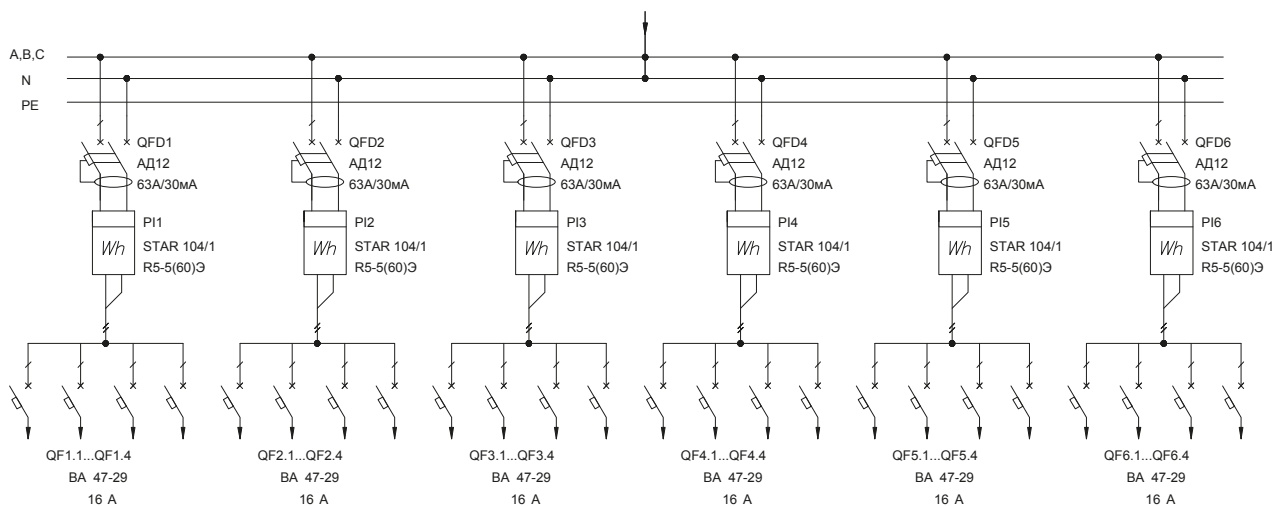 A,B,C
N
PE
QFD1
АД12
63А/30мА
QFD2
АД12
63А/30мА
QFD3
АД12
63А/30мА
QFD4
АД12
63А/30мА
QFD5
АД12
63А/30мА
QFD6
АД12
63А/30мА
PI1
Wh
STAR 104/1
R5-5(60)Э
PI2
Wh
STAR 104/1
R5-5(60)Э
PI3
Wh
STAR 104/1
R5-5(60)Э
PI4
Wh
STAR 104/1
R5-5(60)Э
PI5
Wh
STAR 104/1
R5-5(60)Э
PI6
Wh
STAR 104/1
R5-5(60)Э
QF1.1...QF1.4
ВА 47-29
16 А
QF2.1...QF2.4
ВА 47-29
16 А
QF3.1...QF3.4
ВА 47-29
16 А
QF4.1...QF4.4
ВА 47-29
16 А
QF5.1...QF5.4
ВА 47-29
16 А
QF6.1...QF6.4
ВА 47-29
16 А